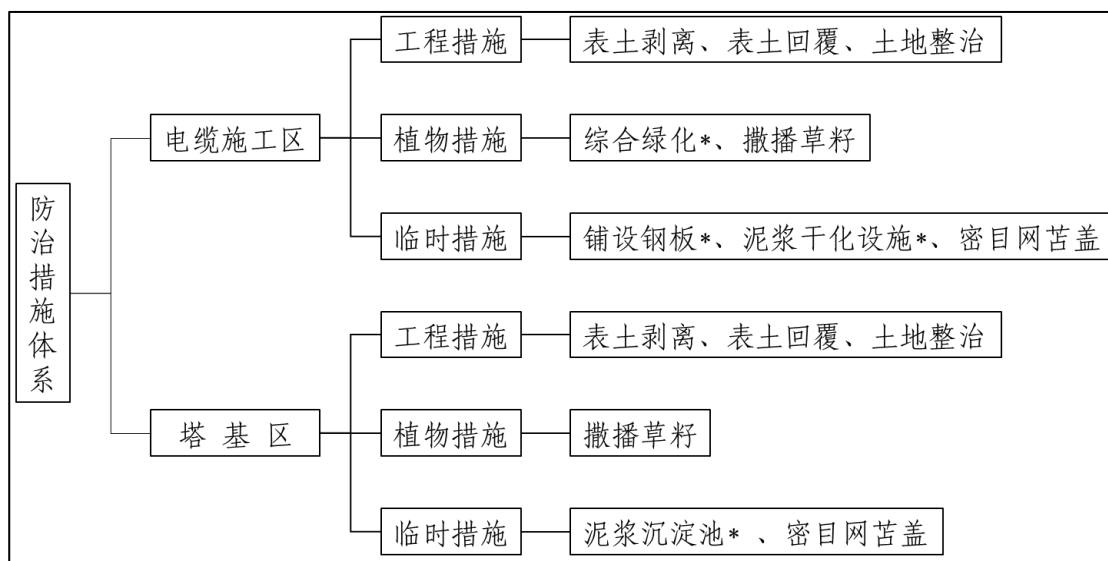 防治措施体系
电缆施工区
工程措施
表土剥离、表土回覆、土地整治
植物措施
综合绿化*、撒播草籽
临时措施
铺设钢板*、泥浆干化设施*、密目网苫盖
塔基区
工程措施
表土剥离、表土回覆、土地整治
植物措施
撒播草籽
临时措施
泥浆沉淀池* 、密目网苫盖